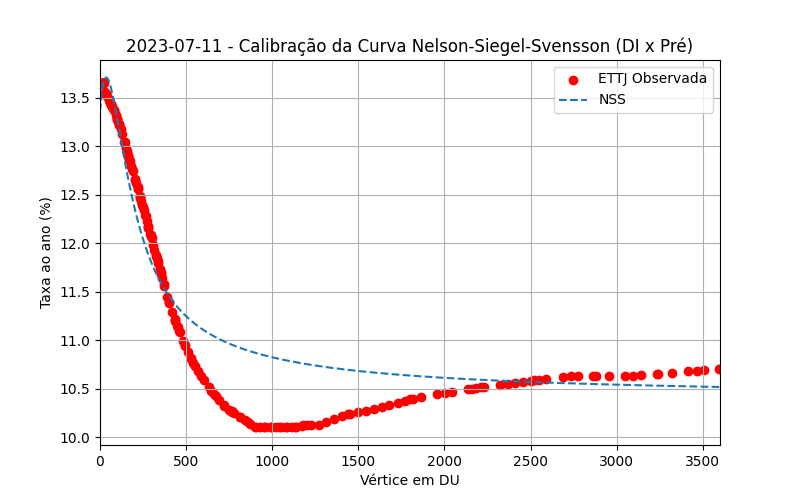 2023-07-11 - Calibração da Curva Nelson-Siegel-Svensson (DI x Pré)
ETTJ Observada
NSS
Taxa ao ano (%)
13.5
13.0
12.5
12.0
11.5
11.0
10.5
10.0
0 500 1000 1500 2000 2500 3000 3500
Vértice em DU